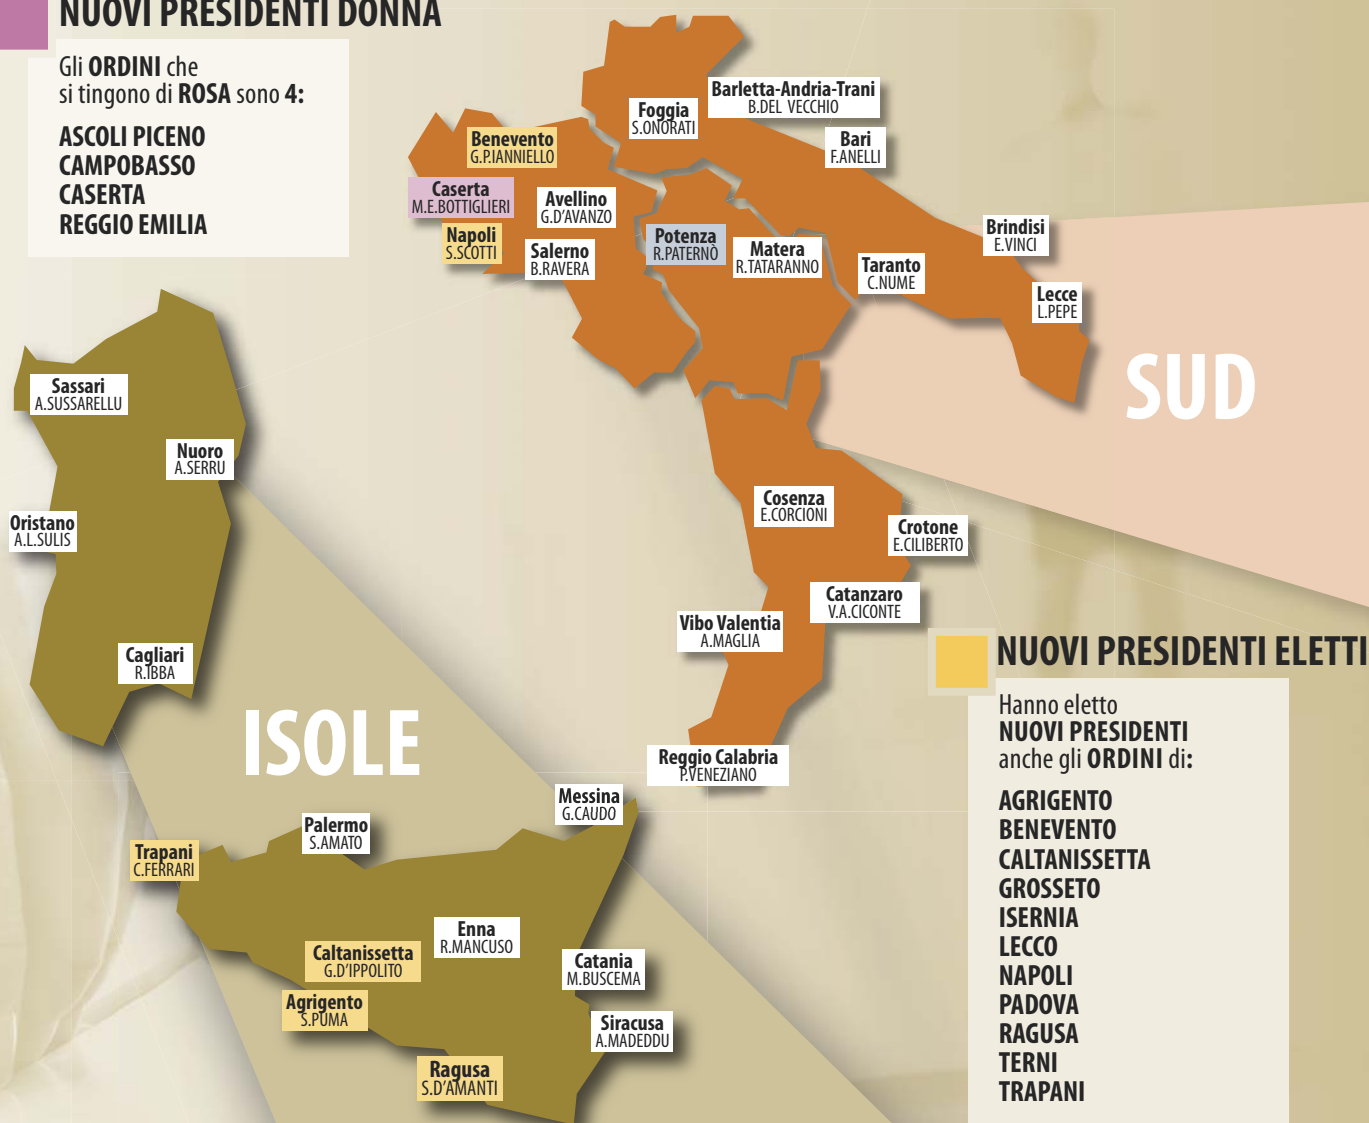 NUOVI PRESIDENTI DONNA
Gli ORDINI che
si tingono di ROSA sono 4:
ASCOLI PICENO
CAMPOBASSO
CASERTA
REGGIO EMILIA
Foggia
S.ONORATI
Barletta-Andria-Trani
B.DEL VECCHIO
Bari
F.ANELLI
Benevento
G.P.IANNIELLO
Caserta
M.E.BOTTIGLIERI
Avellino
G.D'AVANZO
Napoli
S.SCOTTI
Salerno
B.RAVERA
Potenza
R.PATERNÒ
Matera
R.TATARANNO
Taranto
C.NUME
Brindisi
E.VINCI
Lecce
L.PEPE
SUD
Sassari
A.SUSSARELLU
Nuoro
A.SERRU
Oristano
A.L.SULIS
Cagliari
R.IBBA
Cosenza
E.CORCIONI
Crotone
E.CILIBERTO
Catanzaro
V.A.CICONTE
Vibo Valentia
A.MAGLIA
Reggio Calabria
P.VENEZIANO
ISOLE
Messina
G.CAUDO
Palermo
S.AMATO
Trapani
C.FERRARI
Enna
R.MANCUSO
Caltanissetta
G.D'IPPOLITO
Catania
M.BUSCEMA
Agrigento
S.PUMA
Siracusa
A.MADEDDU
Ragusa
S.D'AMANTI
NUOVI PRESIDENTI ELETTI
Hanno eletto
NUOVI PRESIDENTI
anche gli ORDINI di:
AGRIGENTO
BENEVENTO
CALTANISSETTA
GROSSETO
ISERNIA
LECCO
NAPOLI
PADOVA
RAGUSA
TERNI
TRAPANI